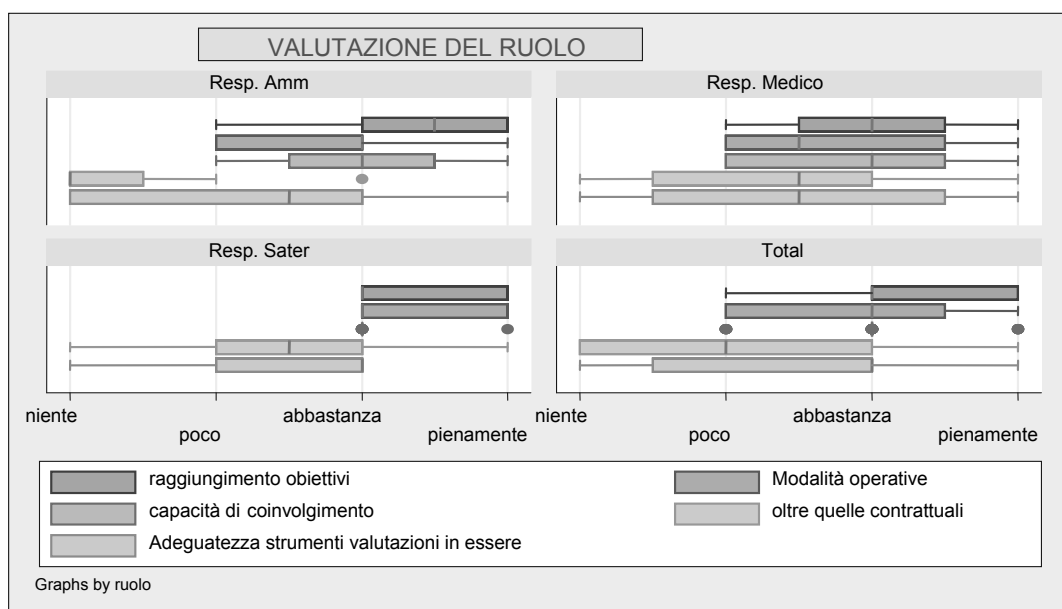 VALUTAZIONE DEL RUOLO
Resp. Amm
Resp. Medico
Resp. Sater
Total
niente
poco
abbastanza
pienamente
niente
poco
abbastanza
pienamente
raggiungimento obiettivi
Modalità operative
capacità di coinvolgimento
oltre quelle contrattuali
Adeguatezza strumenti valutazioni in essere
Graphs by ruolo